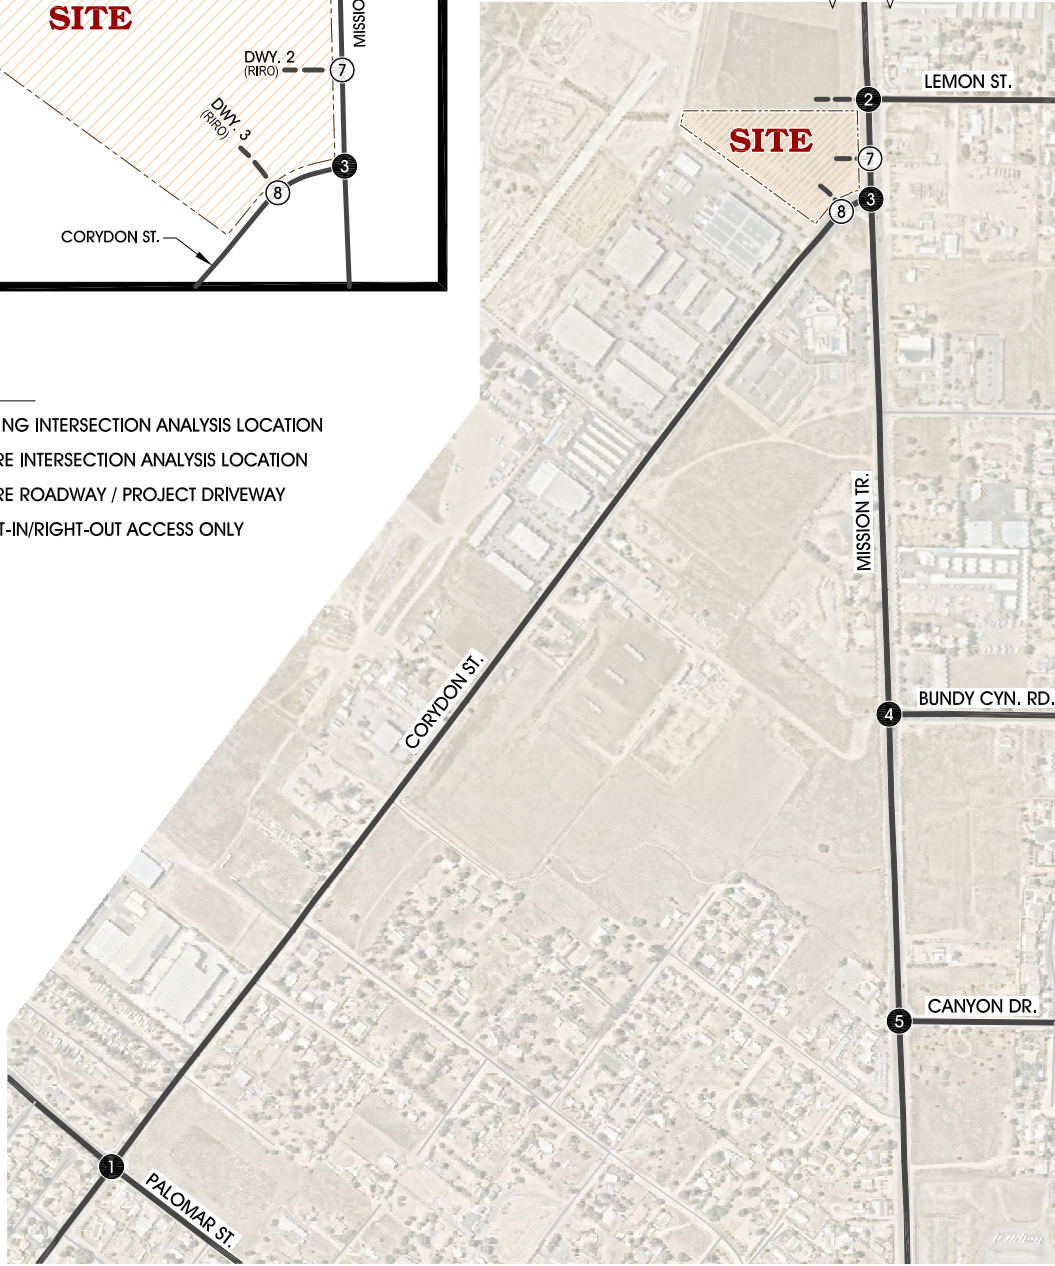 SITE
MISSIO
DWY. 2
(RIRO)
7
DWY. 3
(RIRO)
3
8
CORYDON ST.
NG INTERSECTION ANALYSIS LOCATION
RE INTERSECTION ANALYSIS LOCATION
RE ROADWAY / PROJECT DRIVEWAY
T-IN/RIGHT-OUT ACCESS ONLY
LEMON ST.
2
SITE
7
3
8
MISSION TR.
CORYDON ST.
BUNDY CYN. RD.
4
CANYON DR.
5
1
PALOMAR ST.